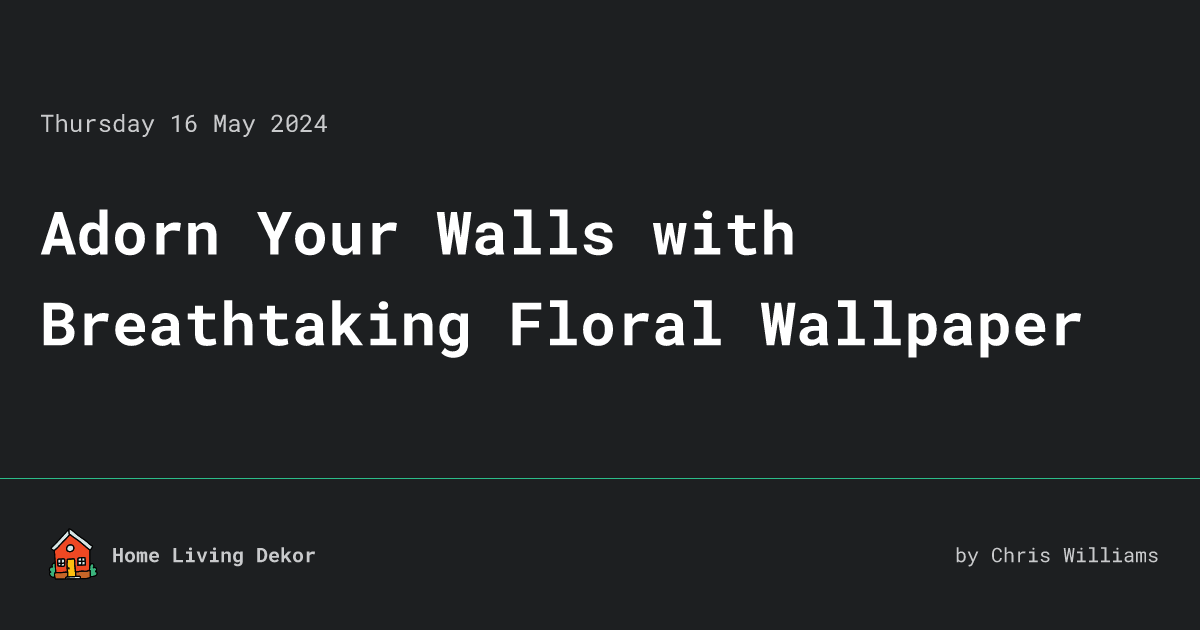 Thursday 16 May 2024
Adorn Your Walls with
Breathtaking Floral Wallpaper
Home Living Dekor
by Chris Williams